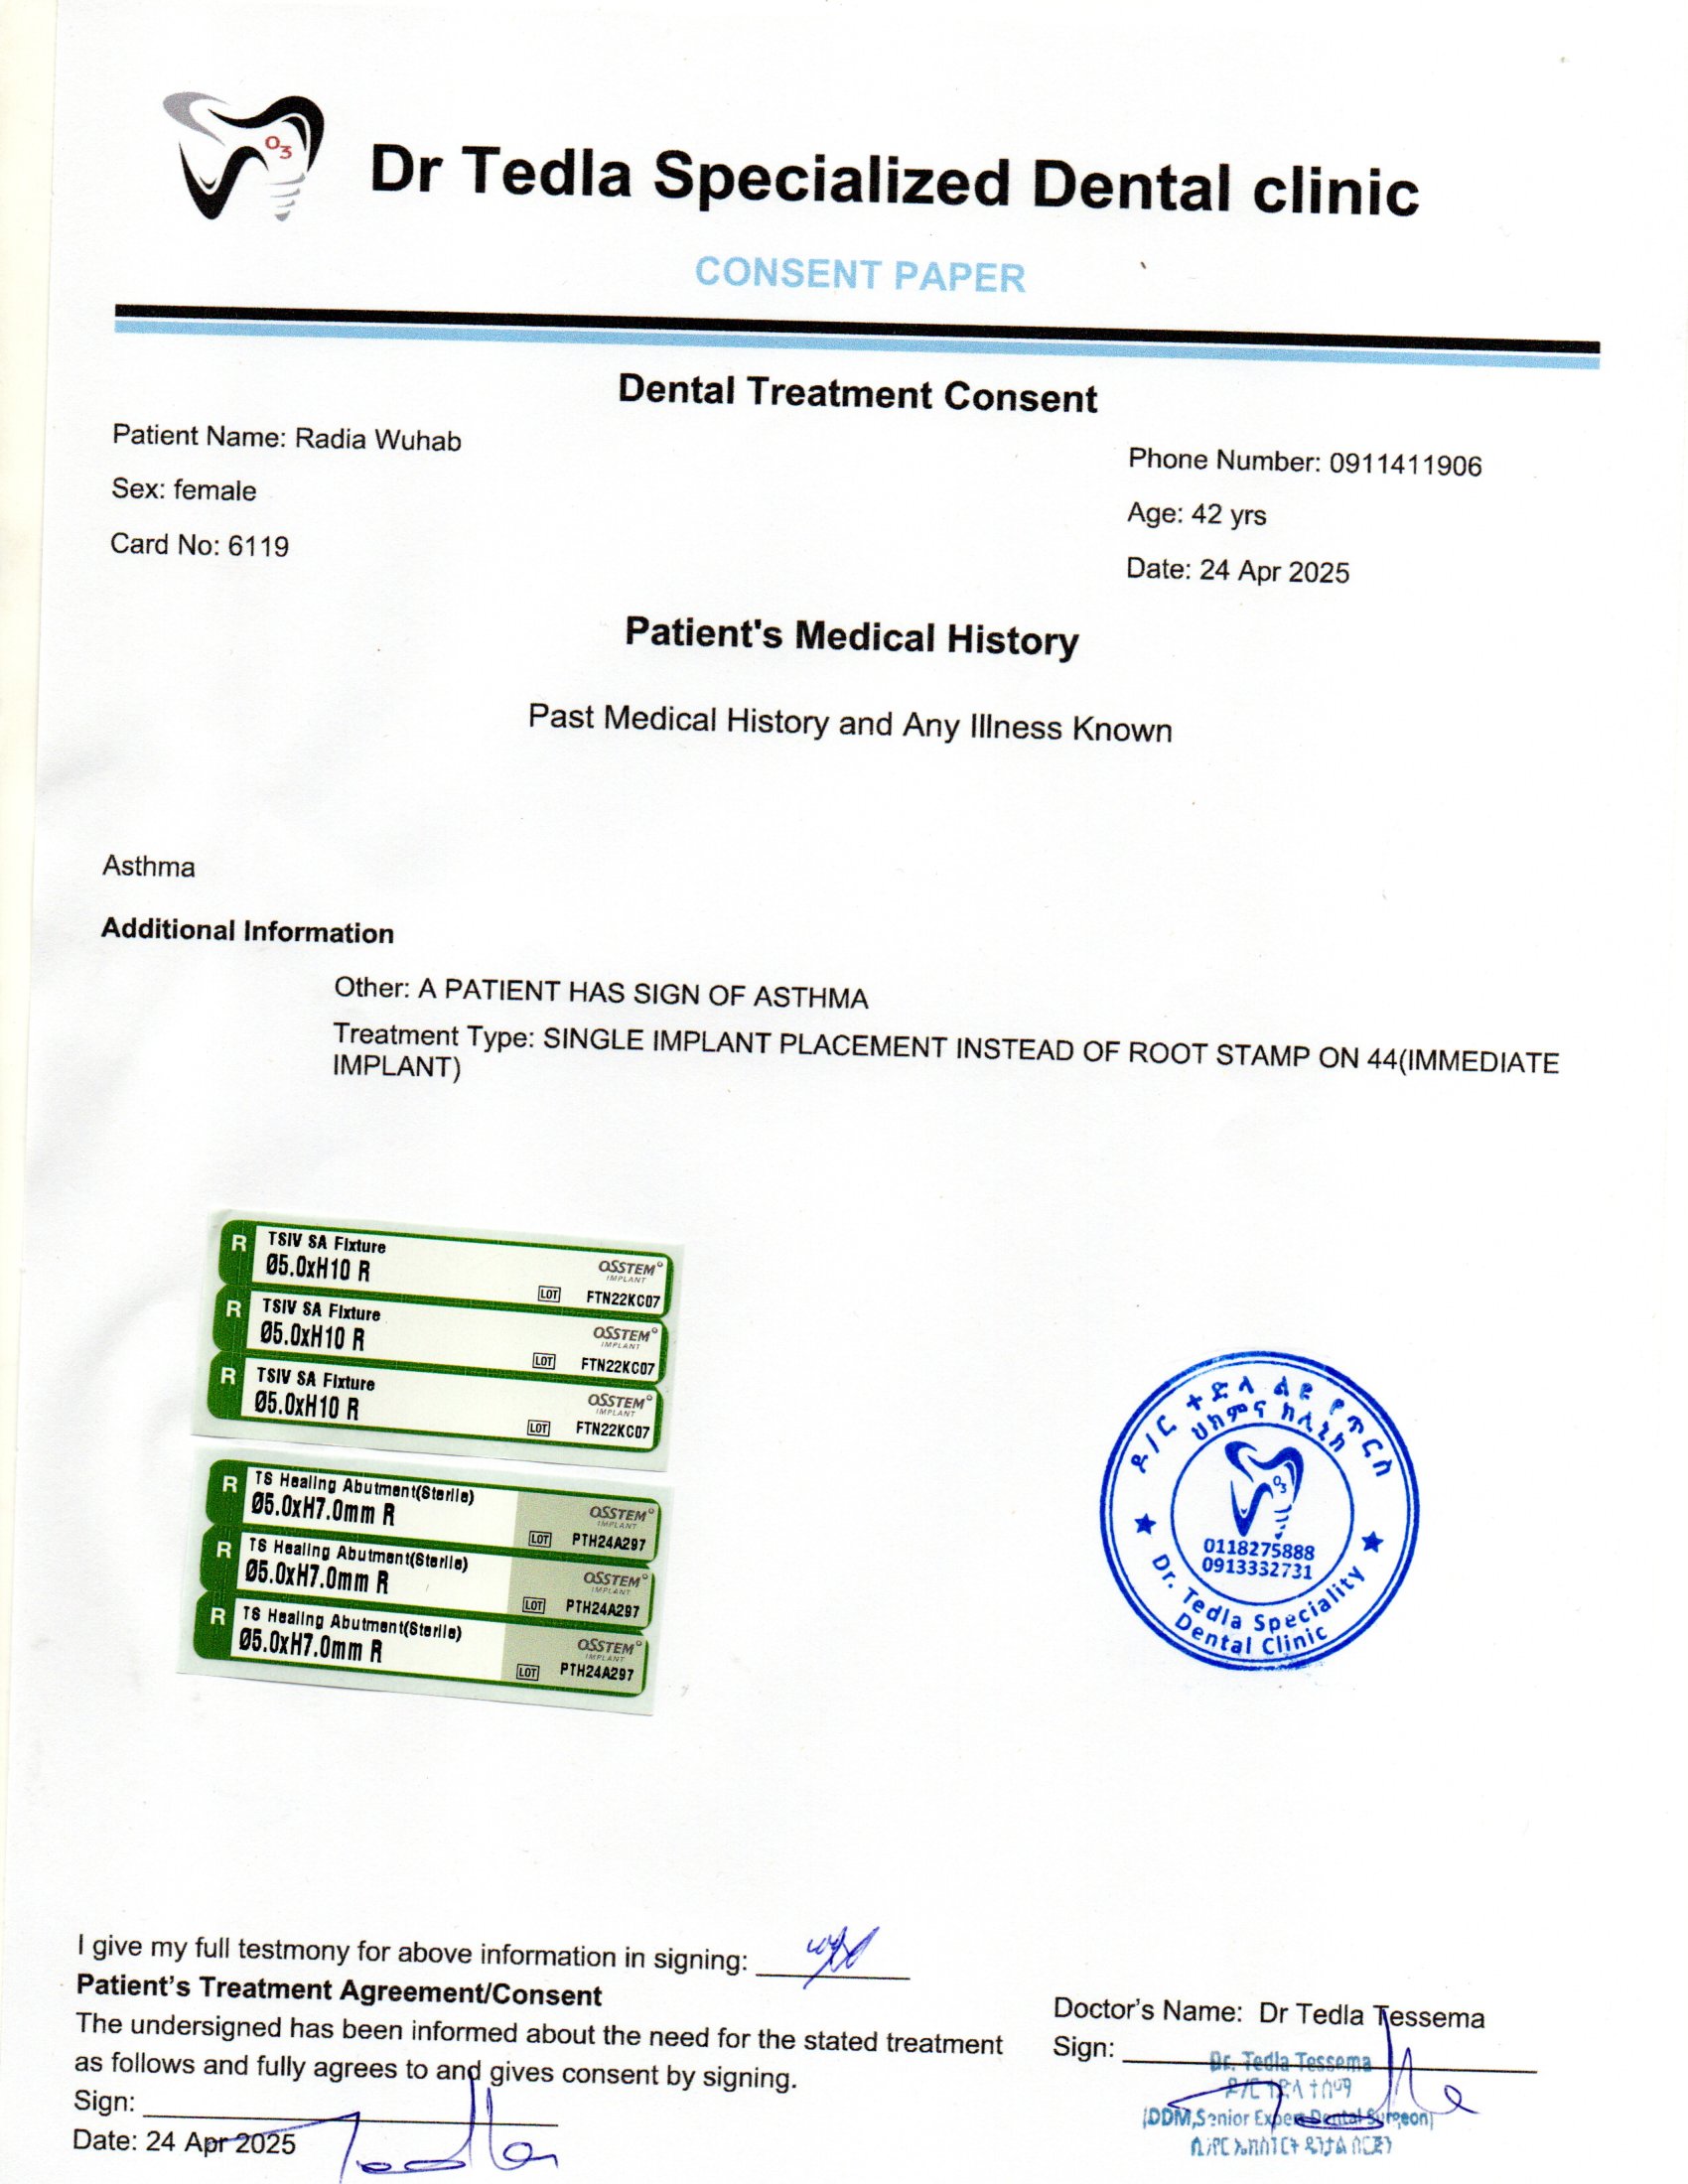 O3
Dr Tedla Specialized Dental clinic
CONSENT PAPER
Dental Treatment Consent
Patient Name: Radia Wuhab
Phone Number: 0911411906
Sex: female
Age: 42 yrs
Card No: 6119
Date: 24 Apr 2025
Patient's Medical History
Past Medical History and Any Illness Known
Asthma
Additional Information
Other: A PATIENT HAS SIGN OF ASTHMA
Treatment Type: SINGLE IMPLANT PLACEMENT INSTEAD OF ROOT STAMP ON 44(IMMEDIATE
IMPLANT)
R TSIV SA Fixture
Ø5.0xH10 R OSSTEM
IMPLANT
LOT FTN22KC07
R TSIV SA Fixture
Ø5.0xH10 R OSSTEM
IMPLANT
LOT FTN22KC07
R TSIV SA Fixture
Ø5.0xH10 R OSSTEM
IMPLANT
LOT FTN22KC07
R TS Healing Abutment(Sterile)
Ø5.0xH7.0mm R OSSTEM
IMPLANT
LOT PTH24A297
R TS Healing Abutment(Sterile)
Ø5.0xH7.0mm R OSSTEM
IMPLANT
LOT PTH24A297
R TS Healing Abutment(Sterile)
Ø5.0xH7.0mm R OSSTEM
IMPLANT
LOT PTH24A297
ዶ/ር ተድላ ልዩ የጥርስ
ህክምና ክሊኒክ
O3
0118275888
0913332731
Dr. Tedla Speciality
Dental Clinic
I give my full testmony for above information in signing:
Patient’s Treatment Agreement/Consent
The undersigned has been informed about the need for the stated treatment
as follows and fully agrees to and gives consent by signing.
Sign:
Date: 24 Apr 2025
Doctor’s Name: Dr Tedla Tessema
Sign:
Dr. Tedla Tessema
ዶ/ር ተድላ ተሰማ
(DDM,Senior Expert Dental Surgeon)